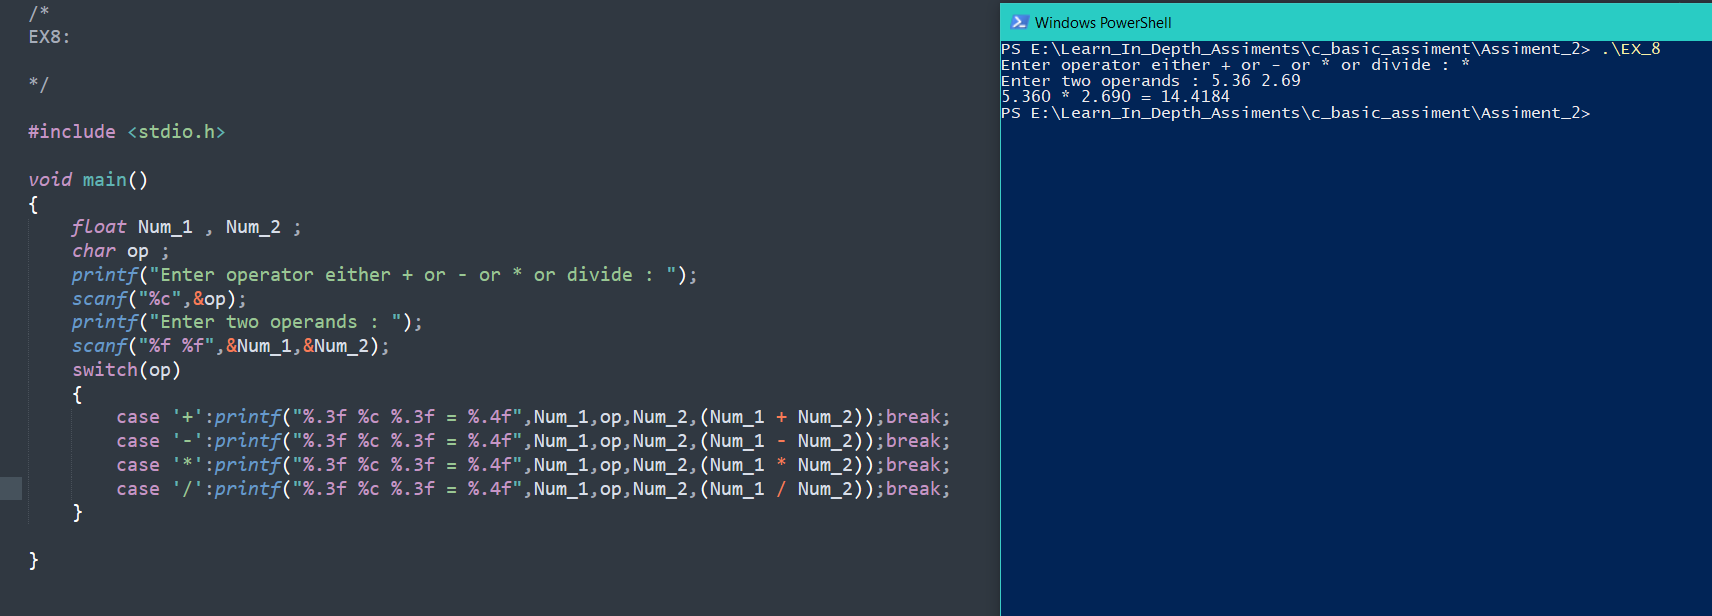 /*
EX8:
*/
#include <stdio.h>
void main()
{
float Num_1 , Num_2 ;
char op ;
printf("Enter operator either + or - or * or divide : ");
scanf("%c",&op);
printf("Enter two operands : ");
scanf("%f %f",&Num_1,&Num_2);
switch(op)
{
case '+':printf("%.3f %c %.3f = %.4f",Num_1,op,Num_2,(Num_1 + Num_2));break;
case '-':printf("%.3f %c %.3f = %.4f",Num_1,op,Num_2,(Num_1 - Num_2));break;
case '*':printf("%.3f %c %.3f = %.4f",Num_1,op,Num_2,(Num_1 * Num_2));break;
case '/':printf("%.3f %c %.3f = %.4f",Num_1,op,Num_2,(Num_1 / Num_2));break;
}
}
Windows PowerShell
PS E:\Learn_In_Depth_Assiments\c_basic_assiment\Assiment_2> .\EX_8
Enter operator either + or - or * or divide : *
Enter two operands : 5.36 2.69
5.360 * 2.690 = 14.4184
PS E:\Learn_In_Depth_Assiments\c_basic_assiment\Assiment_2>